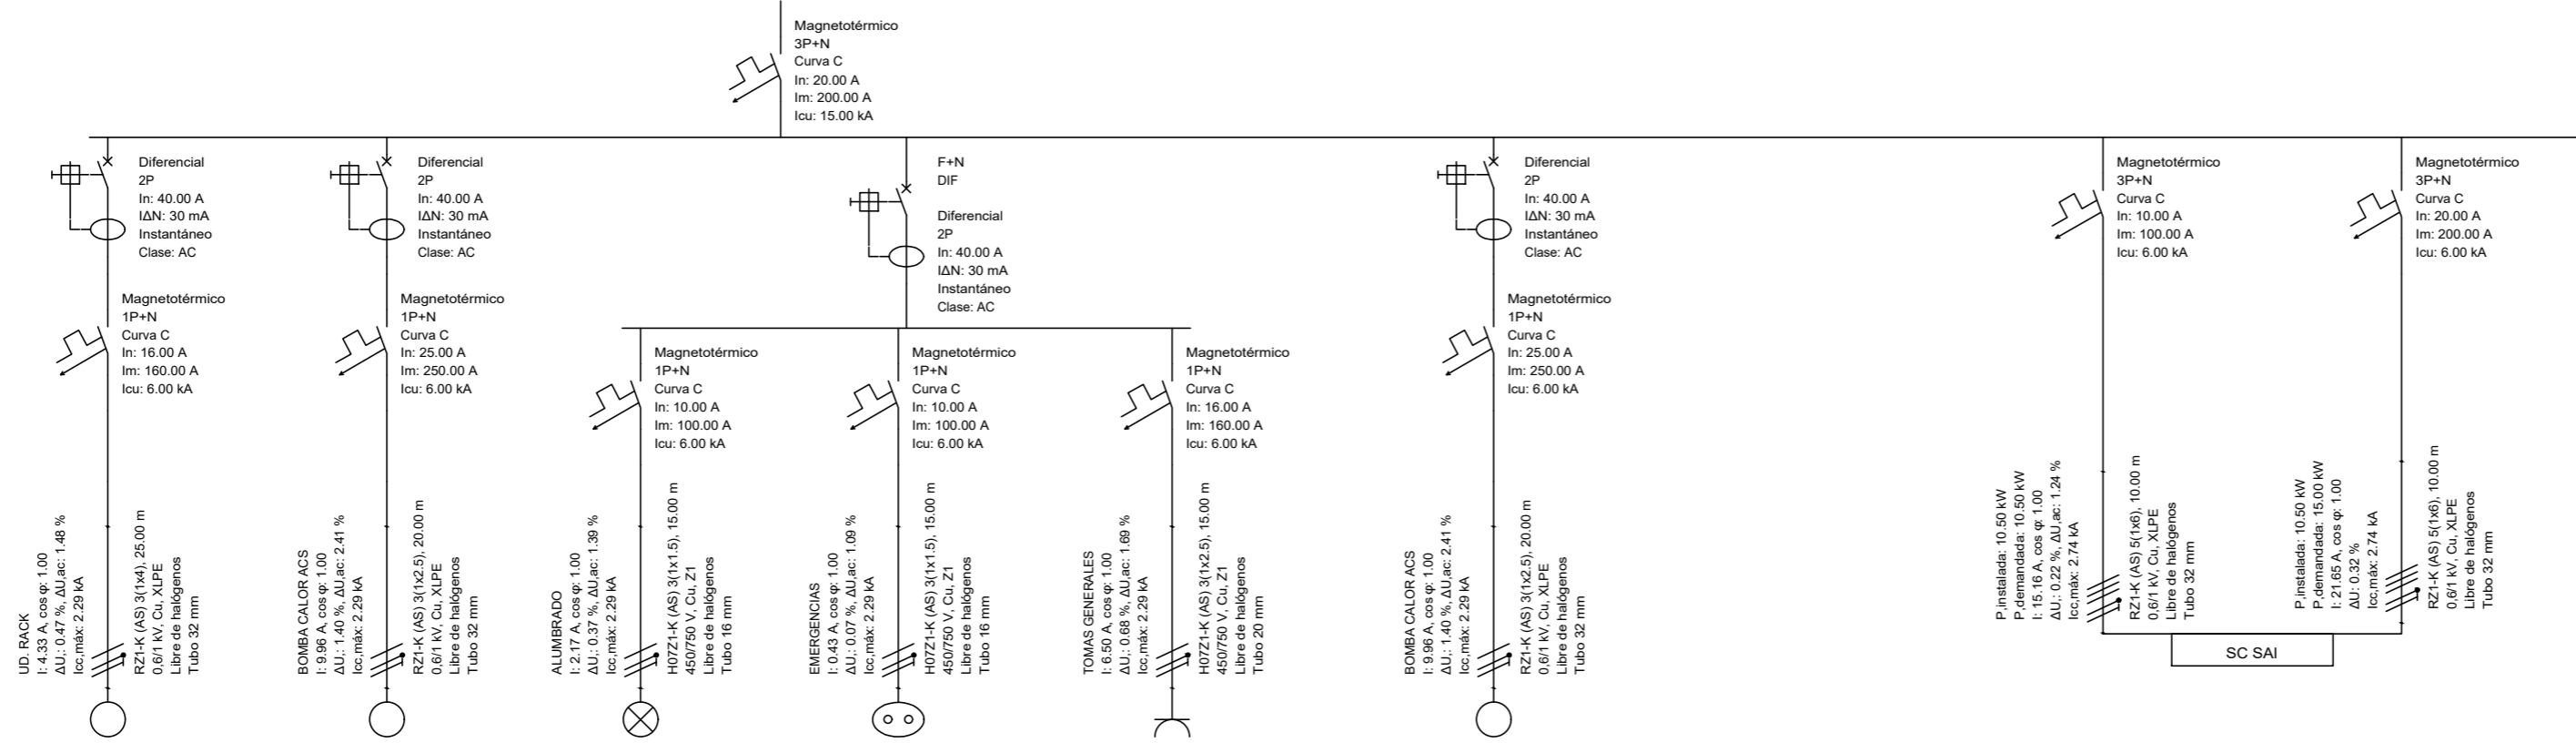 Magnetotérmico
3P+N
Curva C
In: 20.00 A
Im: 200.00 A
Icu: 15.00 kA
Diferencial
2P
In: 40.00 A
IΔN: 30 mA
Instantáneo
Clase: AC
Magnetotérmico
1P+N
Curva C
In: 16.00 A
Im: 160.00 A
Icu: 6.00 kA
UD. RACK
I: 4.33 A, cos φ: 1.00
ΔU,: 0.47 %, ΔU,ac: 1.48 %
Icc,máx: 2.29 kA
RZ1-K (AS) 3(1x4), 25.00 m
0,6/1 kV, Cu, XLPE
Libre de halógenos
Tubo 32 mm
Diferencial
2P
In: 40.00 A
IΔN: 30 mA
Instantáneo
Clase: AC
Magnetotérmico
1P+N
Curva C
In: 25.00 A
Im: 250.00 A
Icu: 6.00 kA
BOMBA CALOR ACS
I: 9.96 A, cos φ: 1.00
ΔU,: 1.40 %, ΔU,ac: 2.41 %
Icc,máx: 2.29 kA
RZ1-K (AS) 3(1x2.5), 20.00 m
0,6/1 kV, Cu, XLPE
Libre de halógenos
Tubo 32 mm
F+N
DIF
Diferencial
2P
In: 40.00 A
IΔN: 30 mA
Instantáneo
Clase: AC
Magnetotérmico
1P+N
Curva C
In: 10.00 A
Im: 100.00 A
Icu: 6.00 kA
ALUMBRADO
I: 2.17 A, cos φ: 1.00
ΔU,: 0.37 %, ΔU,ac: 1.39 %
Icc,máx: 2.29 kA
H07Z1-K (AS) 3(1x1.5), 15.00 m
450/750 V, Cu, Z1
Libre de halógenos
Tubo 16 mm
Magnetotérmico
1P+N
Curva C
In: 10.00 A
Im: 100.00 A
Icu: 6.00 kA
EMERGENCIAS
I: 0.43 A, cos φ: 1.00
ΔU,: 0.07 %, ΔU,ac: 1.09 %
Icc,máx: 2.29 kA
H07Z1-K (AS) 3(1x1.5), 15.00 m
450/750 V, Cu, Z1
Libre de halógenos
Tubo 16 mm
Magnetotérmico
1P+N
Curva C
In: 16.00 A
Im: 160.00 A
Icu: 6.00 kA
TOMAS GENERALES
I: 6.50 A, cos φ: 1.00
ΔU,: 0.68 %, ΔU,ac: 1.69 %
Icc,máx: 2.29 kA
H07Z1-K (AS) 3(1x2.5), 15.00 m
450/750 V, Cu, Z1
Libre de halógenos
Tubo 20 mm
Diferencial
2P
In: 40.00 A
IΔN: 30 mA
Instantáneo
Clase: AC
Magnetotérmico
1P+N
Curva C
In: 25.00 A
Im: 250.00 A
Icu: 6.00 kA
BOMBA CALOR ACS
I: 9.96 A, cos φ: 1.00
ΔU,: 1.40 %, ΔU,ac: 2.41 %
Icc,máx: 2.29 kA
RZ1-K (AS) 3(1x2.5), 20.00 m
0,6/1 kV, Cu, XLPE
Libre de halógenos
Tubo 32 mm
Magnetotérmico
3P+N
Curva C
In: 10.00 A
Im: 100.00 A
Icu: 6.00 kA
P,instalada: 10.50 kW
P,demandada: 10.50 kW
I: 15.16 A, cos φ: 1.00
ΔU,: 0.22 %, ΔU,ac: 1.24 %
Icc,máx: 2.74 kA
RZ1-K (AS) 5(1x6), 10.00 m
0,6/1 kV, Cu, XLPE
Libre de halógenos
Tubo 32 mm
Magnetotérmico
3P+N
Curva C
In: 20.00 A
Im: 200.00 A
Icu: 6.00 kA
P,instalada: 10.50 kW
P,demandada: 15.00 kW
I: 21.65 A, cos φ: 1.00
ΔU: 0.32 %
Icc,máx: 2.74 kA
RZ1-K (AS) 5(1x6), 10.00 m
0,6/1 kV, Cu, XLPE
Libre de halógenos
Tubo 32 mm
SC SAI